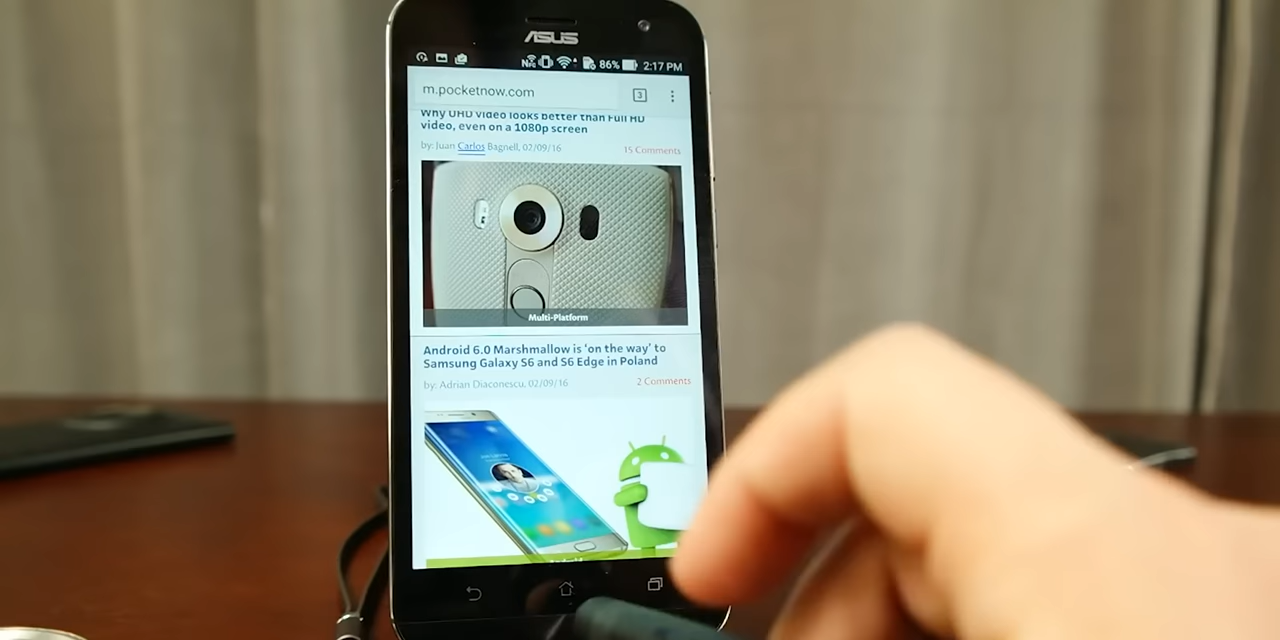 ASUS
NFC 86% 2:17 PM
m.pocketnow.com
3
Why UHD video looks better than Full HD
video, even on a 1080p screen
by: Juan Carlos Bagnell, 02/09/16 15 Comments
Multi-Platform
Android 6.0 Marshmallow is 'on the way' to
Samsung Galaxy S6 and S6 Edge in Poland
by: Adrian Diaconescu, 02/09/16 2 Comments